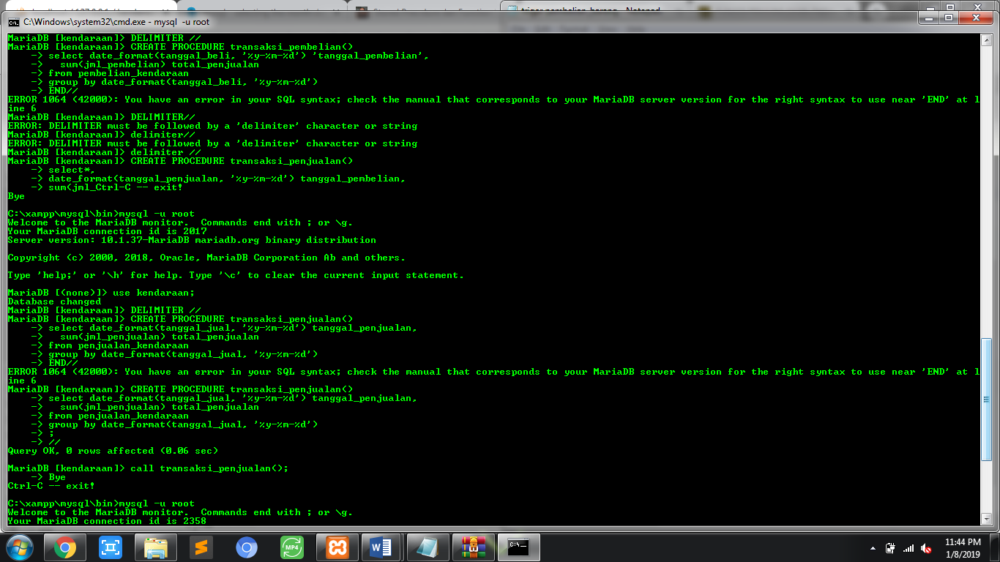 C:\Windows\system32\cmd.exe - mysql -u root
MariaDB [kendaraan]> DELIMITER //
MariaDB [kendaraan]> CREATE PROCEDURE transaksi_pembelian()
    -> select date_format(tanggal_beli, '%y-%m-%d') 'tanggal_pembelian',
    ->   sum(jml_pembelian) total_penjualan
    -> from pembelian_kendaraan
    -> group by date_format(tanggal_beli, '%y-%m-%d')
    -> END//
ERROR 1064 (42000): You have an error in your SQL syntax; check the manual that corresponds to your MariaDB server version for the right syntax to use near 'END' at l
ine 6
MariaDB [kendaraan]> DELIMITER//
ERROR: DELIMITER must be followed by a 'delimiter' character or string
MariaDB [kendaraan]> delimiter//
ERROR: DELIMITER must be followed by a 'delimiter' character or string
MariaDB [kendaraan]> delimiter //
MariaDB [kendaraan]> CREATE PROCEDURE transaksi_penjualan()
    -> select*,
    -> date_format(tanggal_penjualan, '%y-%m-%d') tanggal_pembelian,
    -> sum(jml_Ctrl-C -- exit!
Bye
C:\xampp\mysql\bin>mysql -u root
Welcome to the MariaDB monitor.  Commands end with ; or \g.
Your MariaDB connection id is 2017
Server version: 10.1.37-MariaDB mariadb.org binary distribution
Copyright (c) 2000, 2018, Oracle, MariaDB Corporation Ab and others.
Type 'help;' or '\h' for help. Type '\c' to clear the current input statement.
MariaDB [(none)]> use kendaraan;
Database changed
MariaDB [kendaraan]> DELIMITER //
MariaDB [kendaraan]> CREATE PROCEDURE transaksi_penjualan()
    -> select date_format(tanggal_jual, '%y-%m-%d') tanggal_penjualan,
    ->   sum(jml_penjualan) total_penjualan
    -> from penjualan_kendaraan
    -> group by date_format(tanggal_jual, '%y-%m-%d')
    -> END//
ERROR 1064 (42000): You have an error in your SQL syntax; check the manual that corresponds to your MariaDB server version for the right syntax to use near 'END' at l
ine 6
MariaDB [kendaraan]> CREATE PROCEDURE transaksi_penjualan()
    -> select date_format(tanggal_jual, '%y-%m-%d') tanggal_penjualan,
    ->   sum(jml_penjualan) total_penjualan
    -> from penjualan_kendaraan
    -> group by date_format(tanggal_jual, '%y-%m-%d')
    -> ;
    -> //
Query OK, 0 rows affected (0.06 sec)
MariaDB [kendaraan]> call transaksi_penjualan();
    -> Bye
Ctrl-C -- exit!
C:\xampp\mysql\bin>mysql -u root
Welcome to the MariaDB monitor.  Commands end with ; or \g.
Your MariaDB connection id is 2358
MP4
11:44 PM
1/8/2019